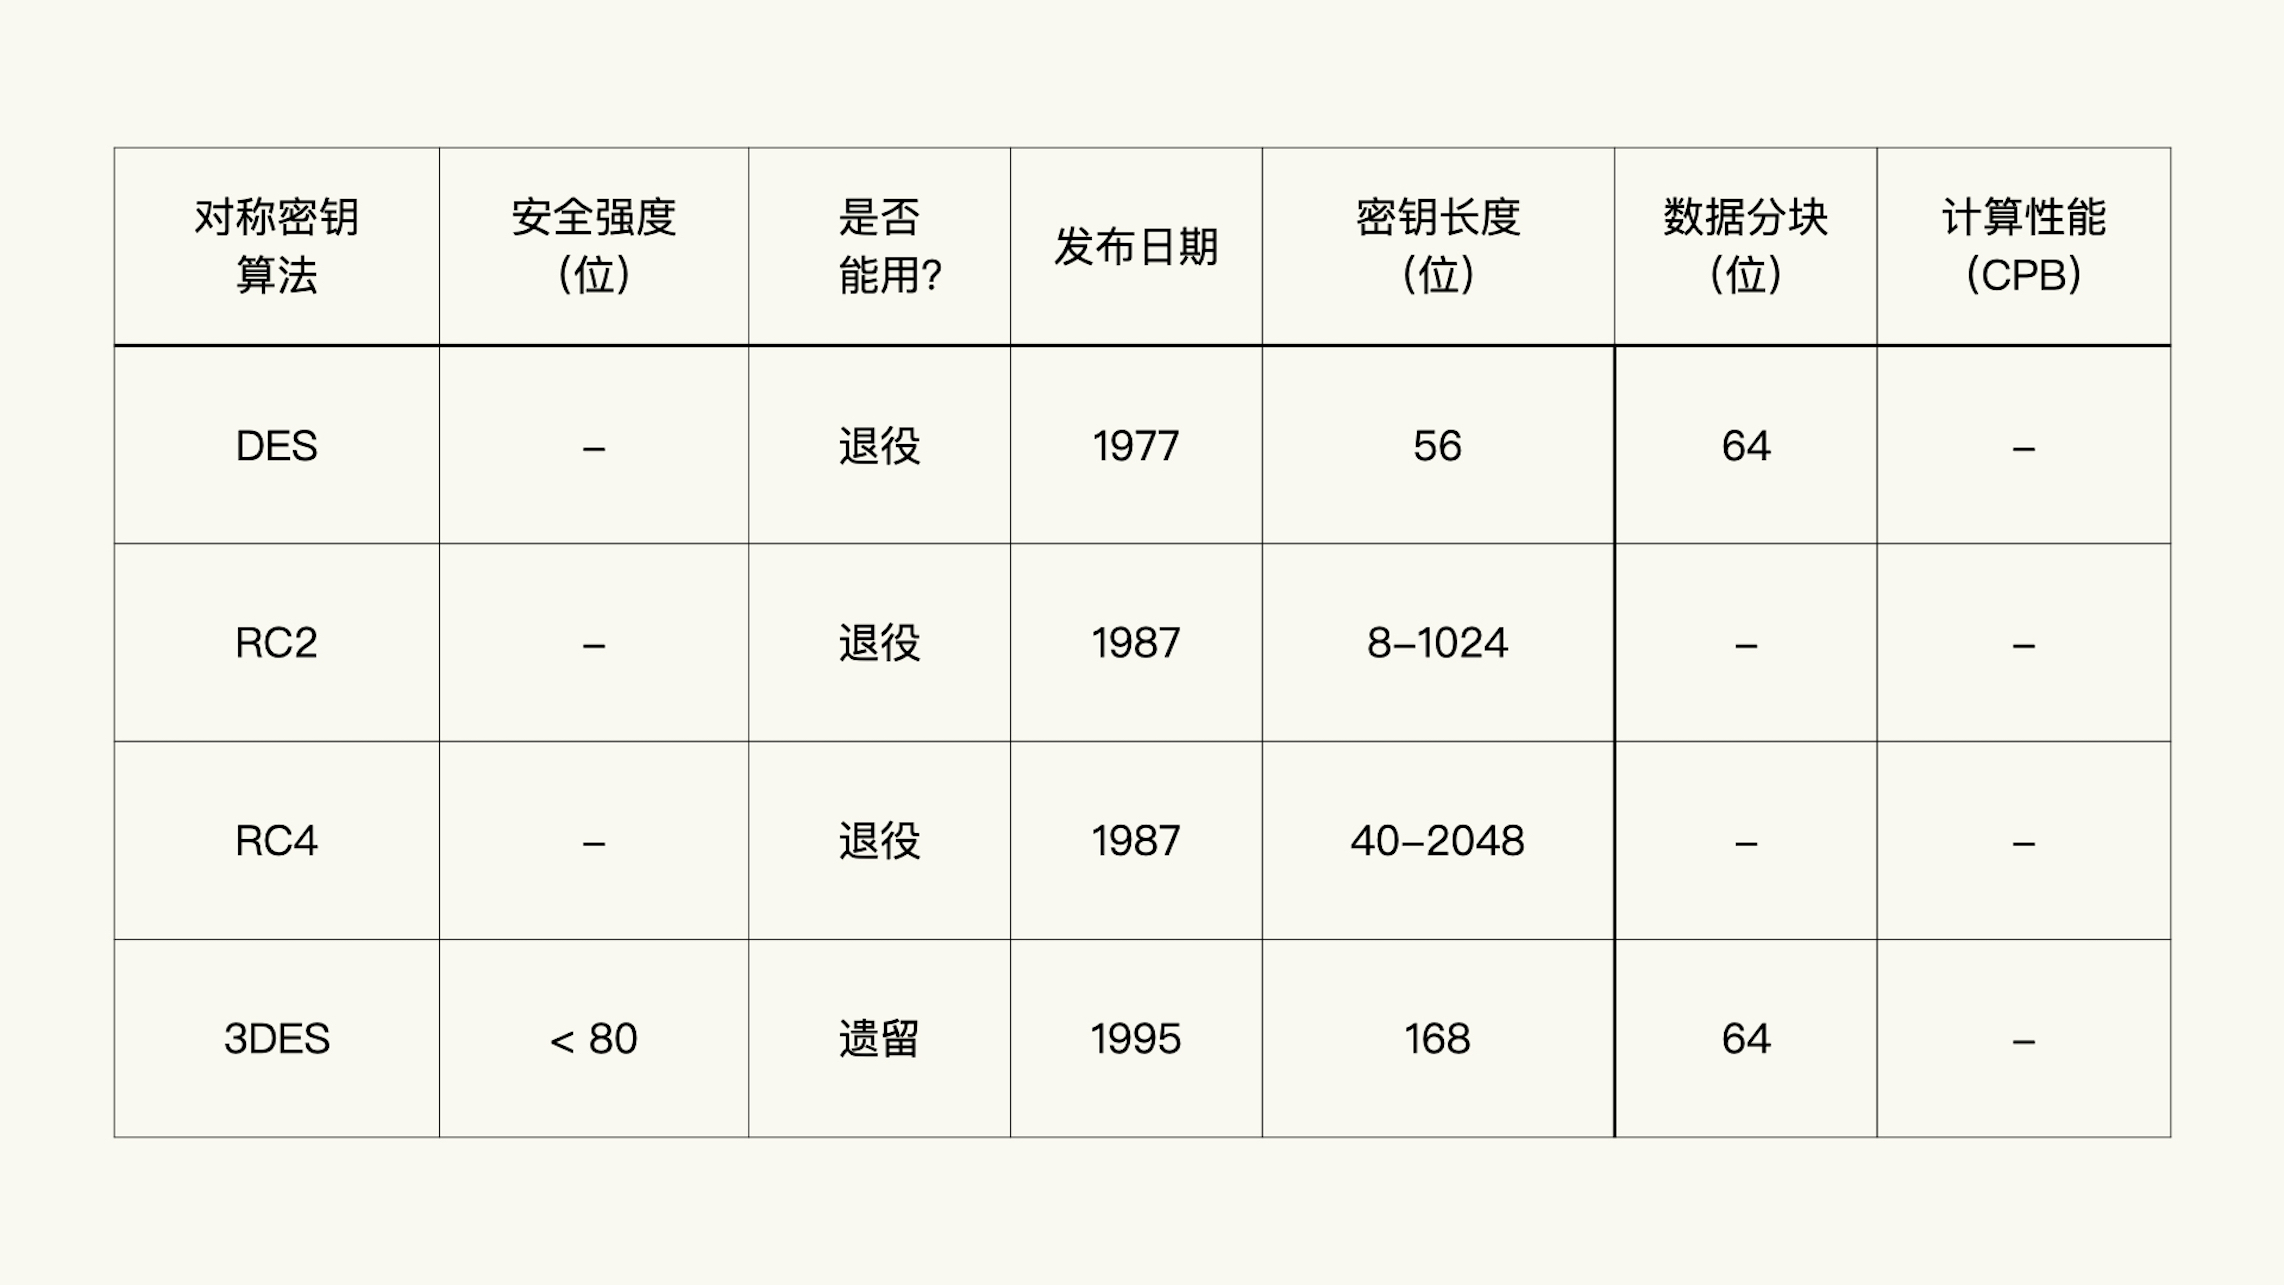 对称密钥
算法
安全强度
（位）
是否
能用？
发布日期
密钥长度
（位）
数据分块
（位）
计算性能
（CPB）
DES
–
退役
1977
56
64
–
RC2
–
退役
1987
8–1024
–
–
RC4
–
退役
1987
40–2048
–
–
3DES
< 80
遗留
1995
168
64
–